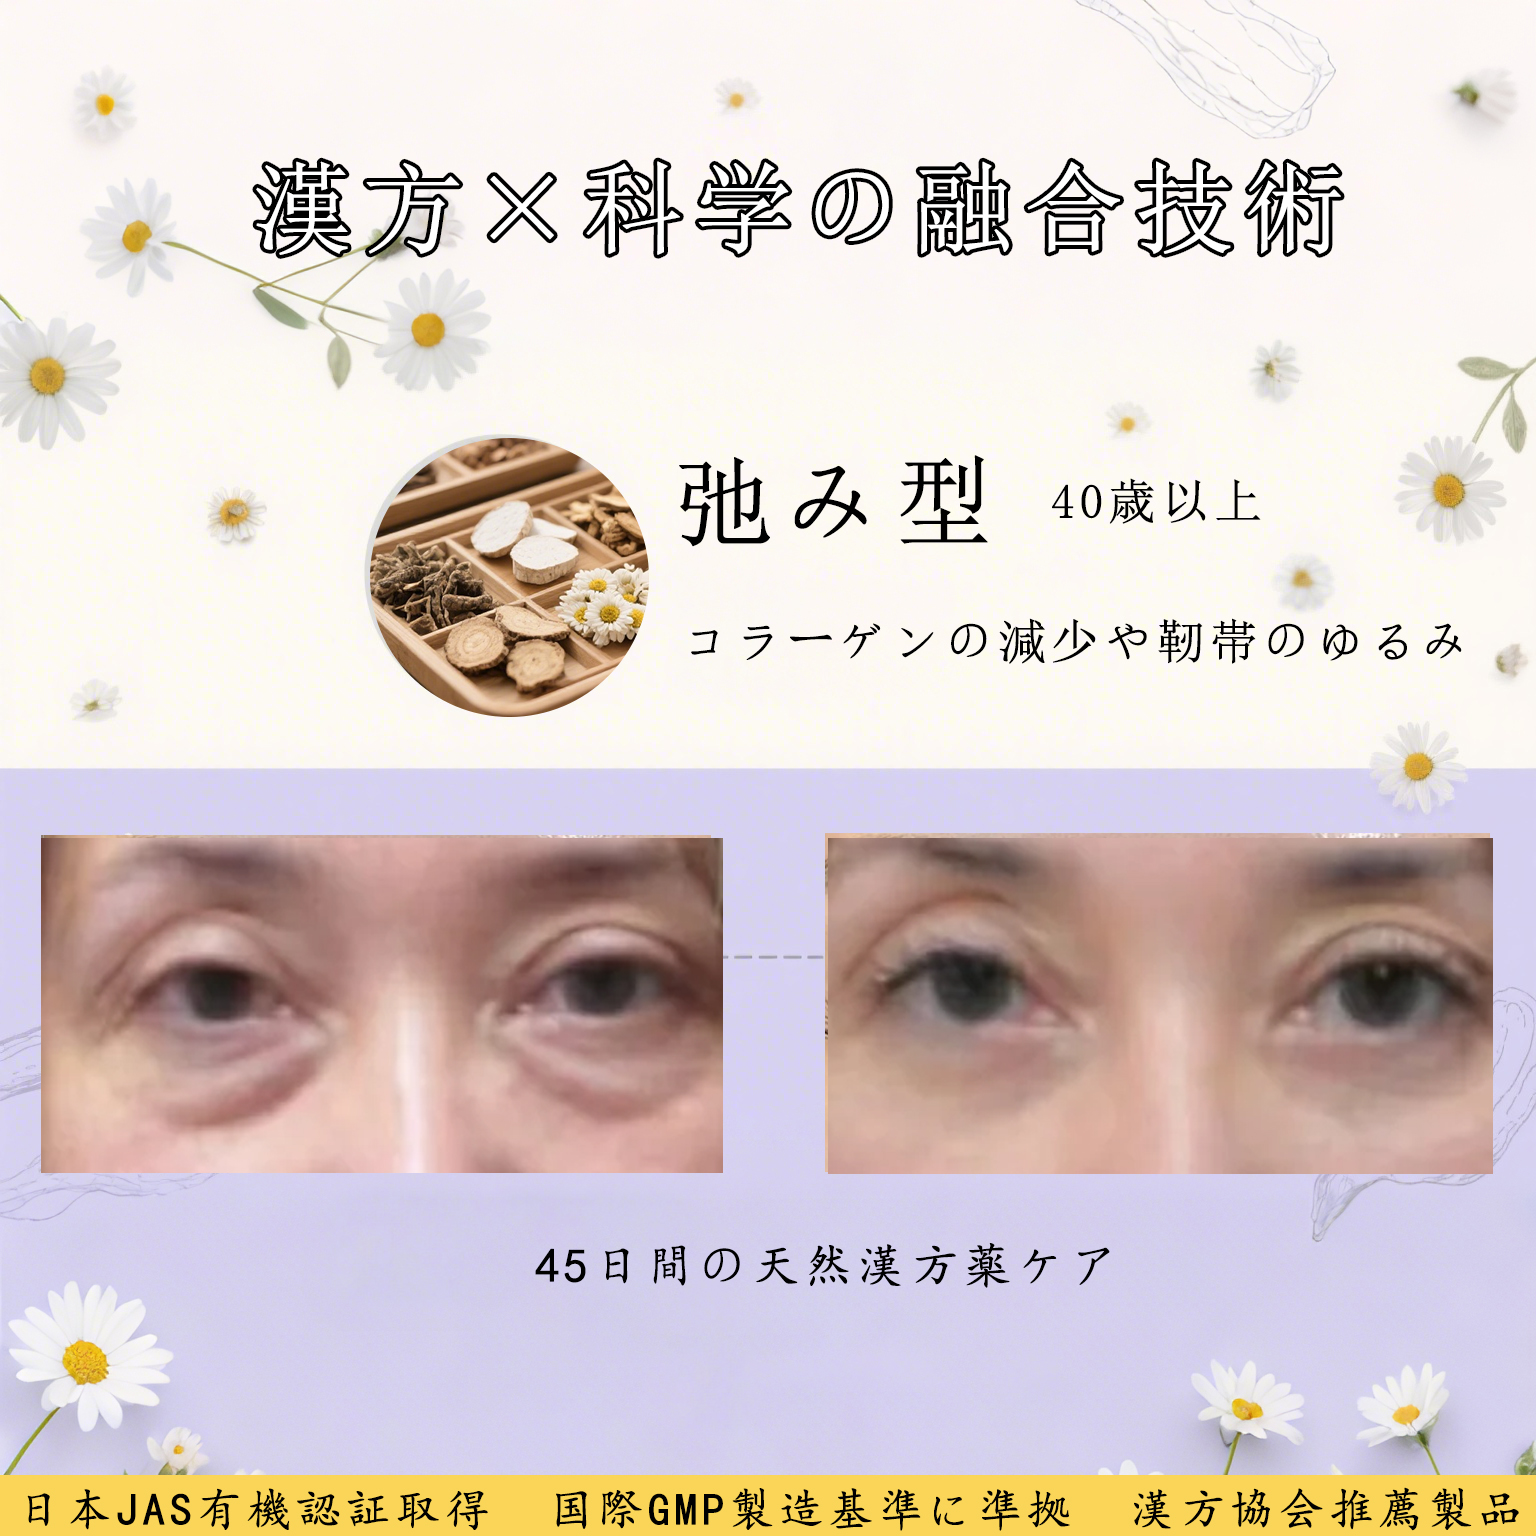 漢方×科学の融合技術
弛み型 40歳以上
コラーゲンの減少や靭帯のゆるみ
45日間の天然漢方薬ケア
日本JAS有機認証取得 国際GMP製造基準に準拠 漢方協会推薦製品